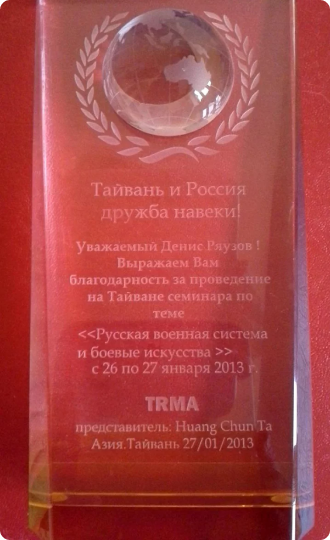 Тайвань и Россия
дружба навеки!
Уважаемый Денис Ряузов !
Выражаем Вам
благодарность за проведение
на Тайване семинара по
теме
<<Русская военная система
и боевые искусства >>
с 26 по 27 января 2013 г.
TRMA
представитель: Huang Chun Ta
Азия.Тайвань 27/01/2013